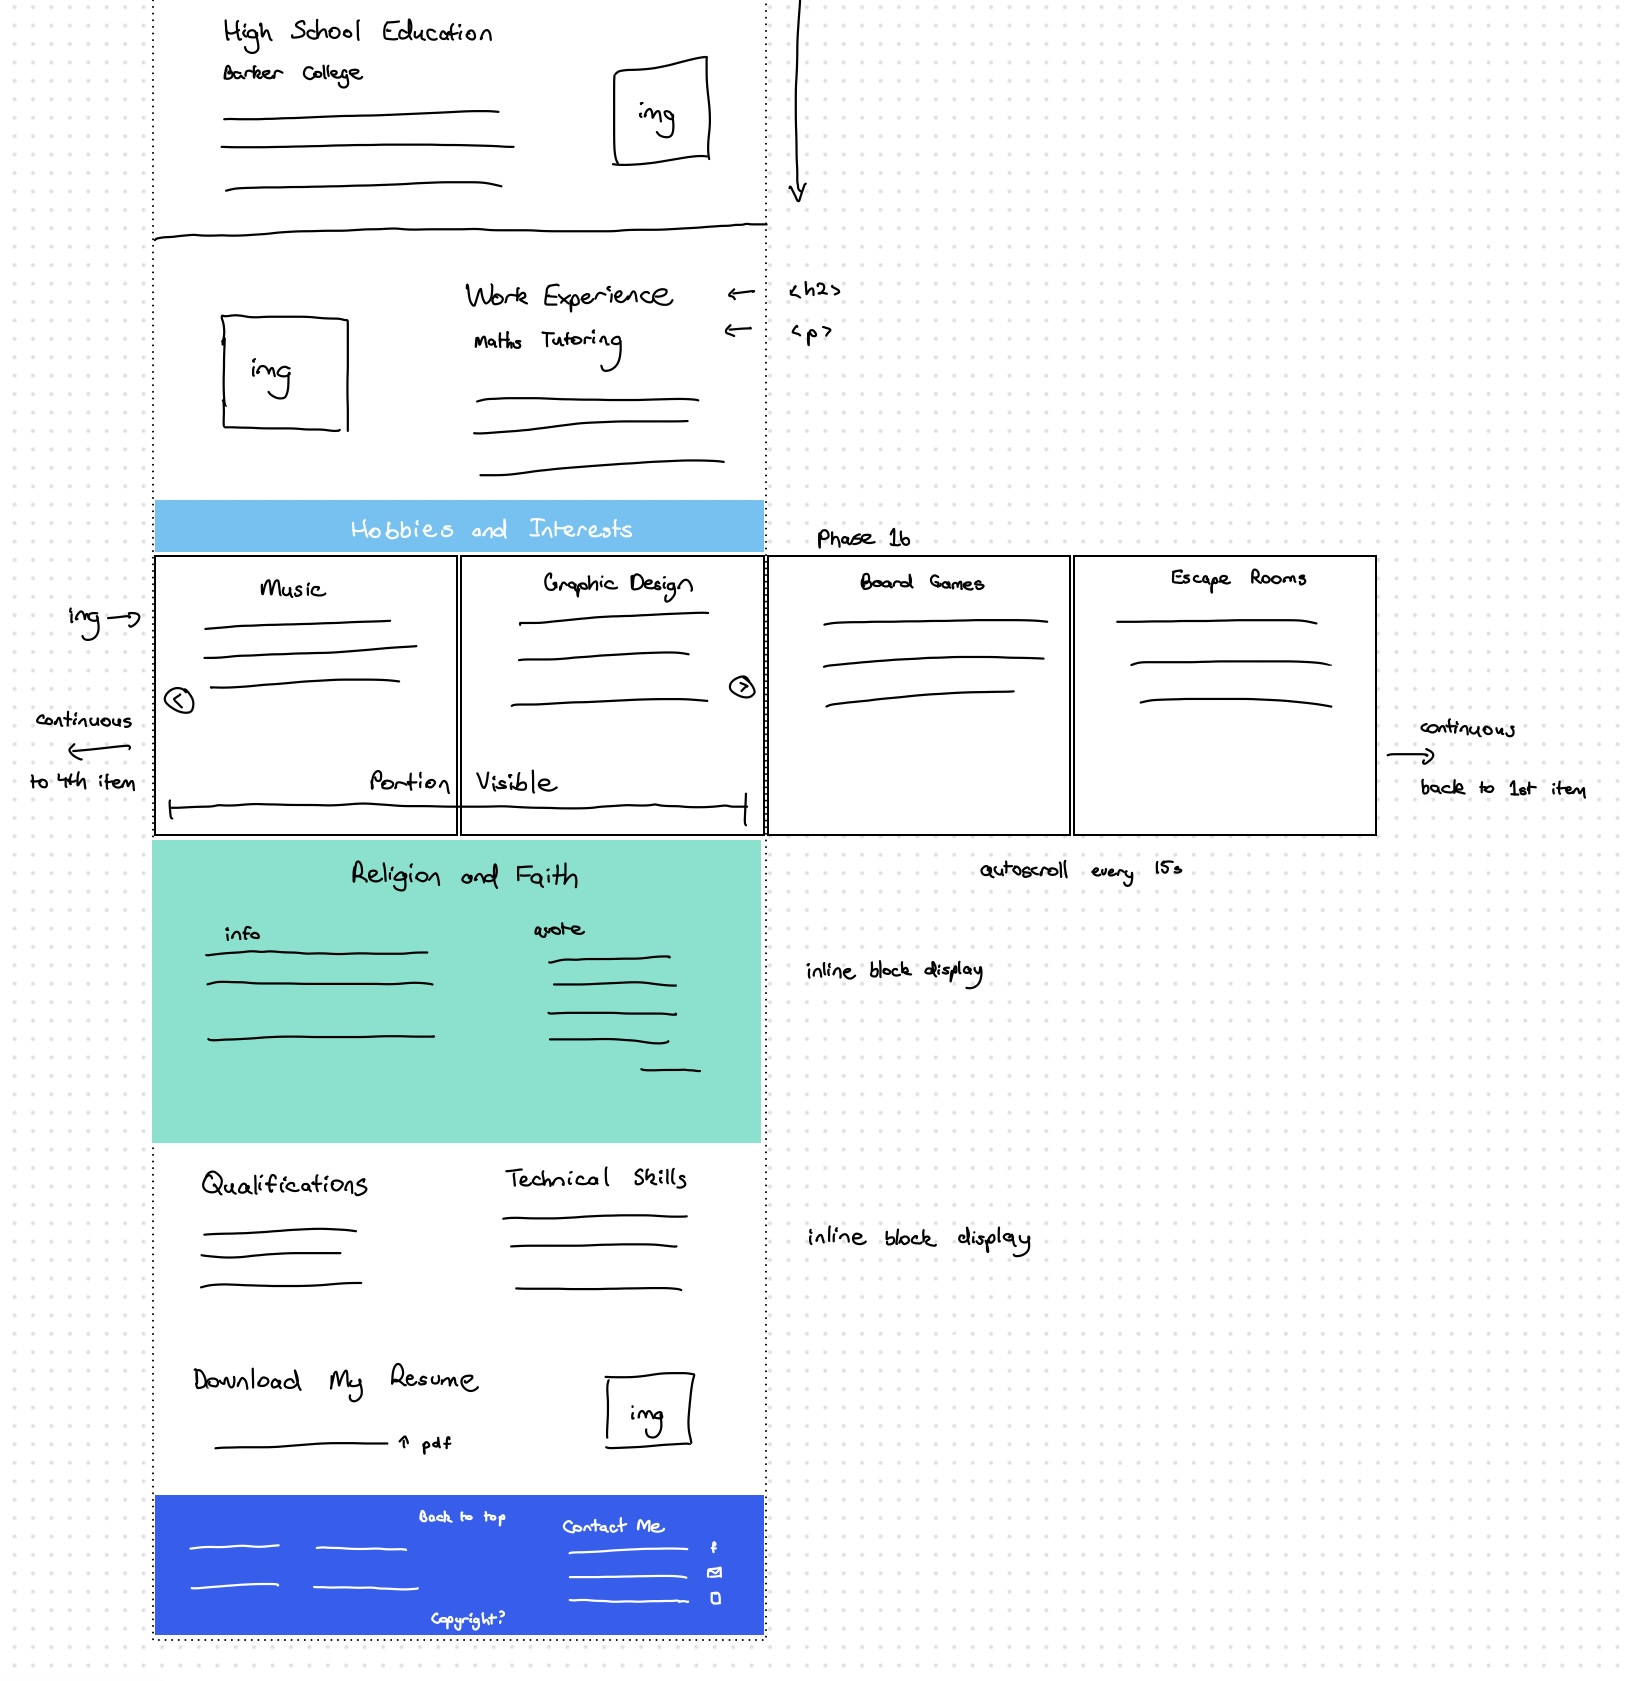 High School Education
Barker College
img
Work Experience
<h2>
Maths Tutoring
<p>
img
Hobbies and Interests
Phase 1b
Music
Graphic Design
Board Games
Escape Rooms
img
continuous
to 4th item
continuous
back to 1st item
Portion Visible
autoscroll every 15s
Religion and Faith
info
quote
inline block display
Qualifications
Technical Skills
inline block display
Download My Resume
img
pdf
Back to top
Contact Me
f
Copyright?